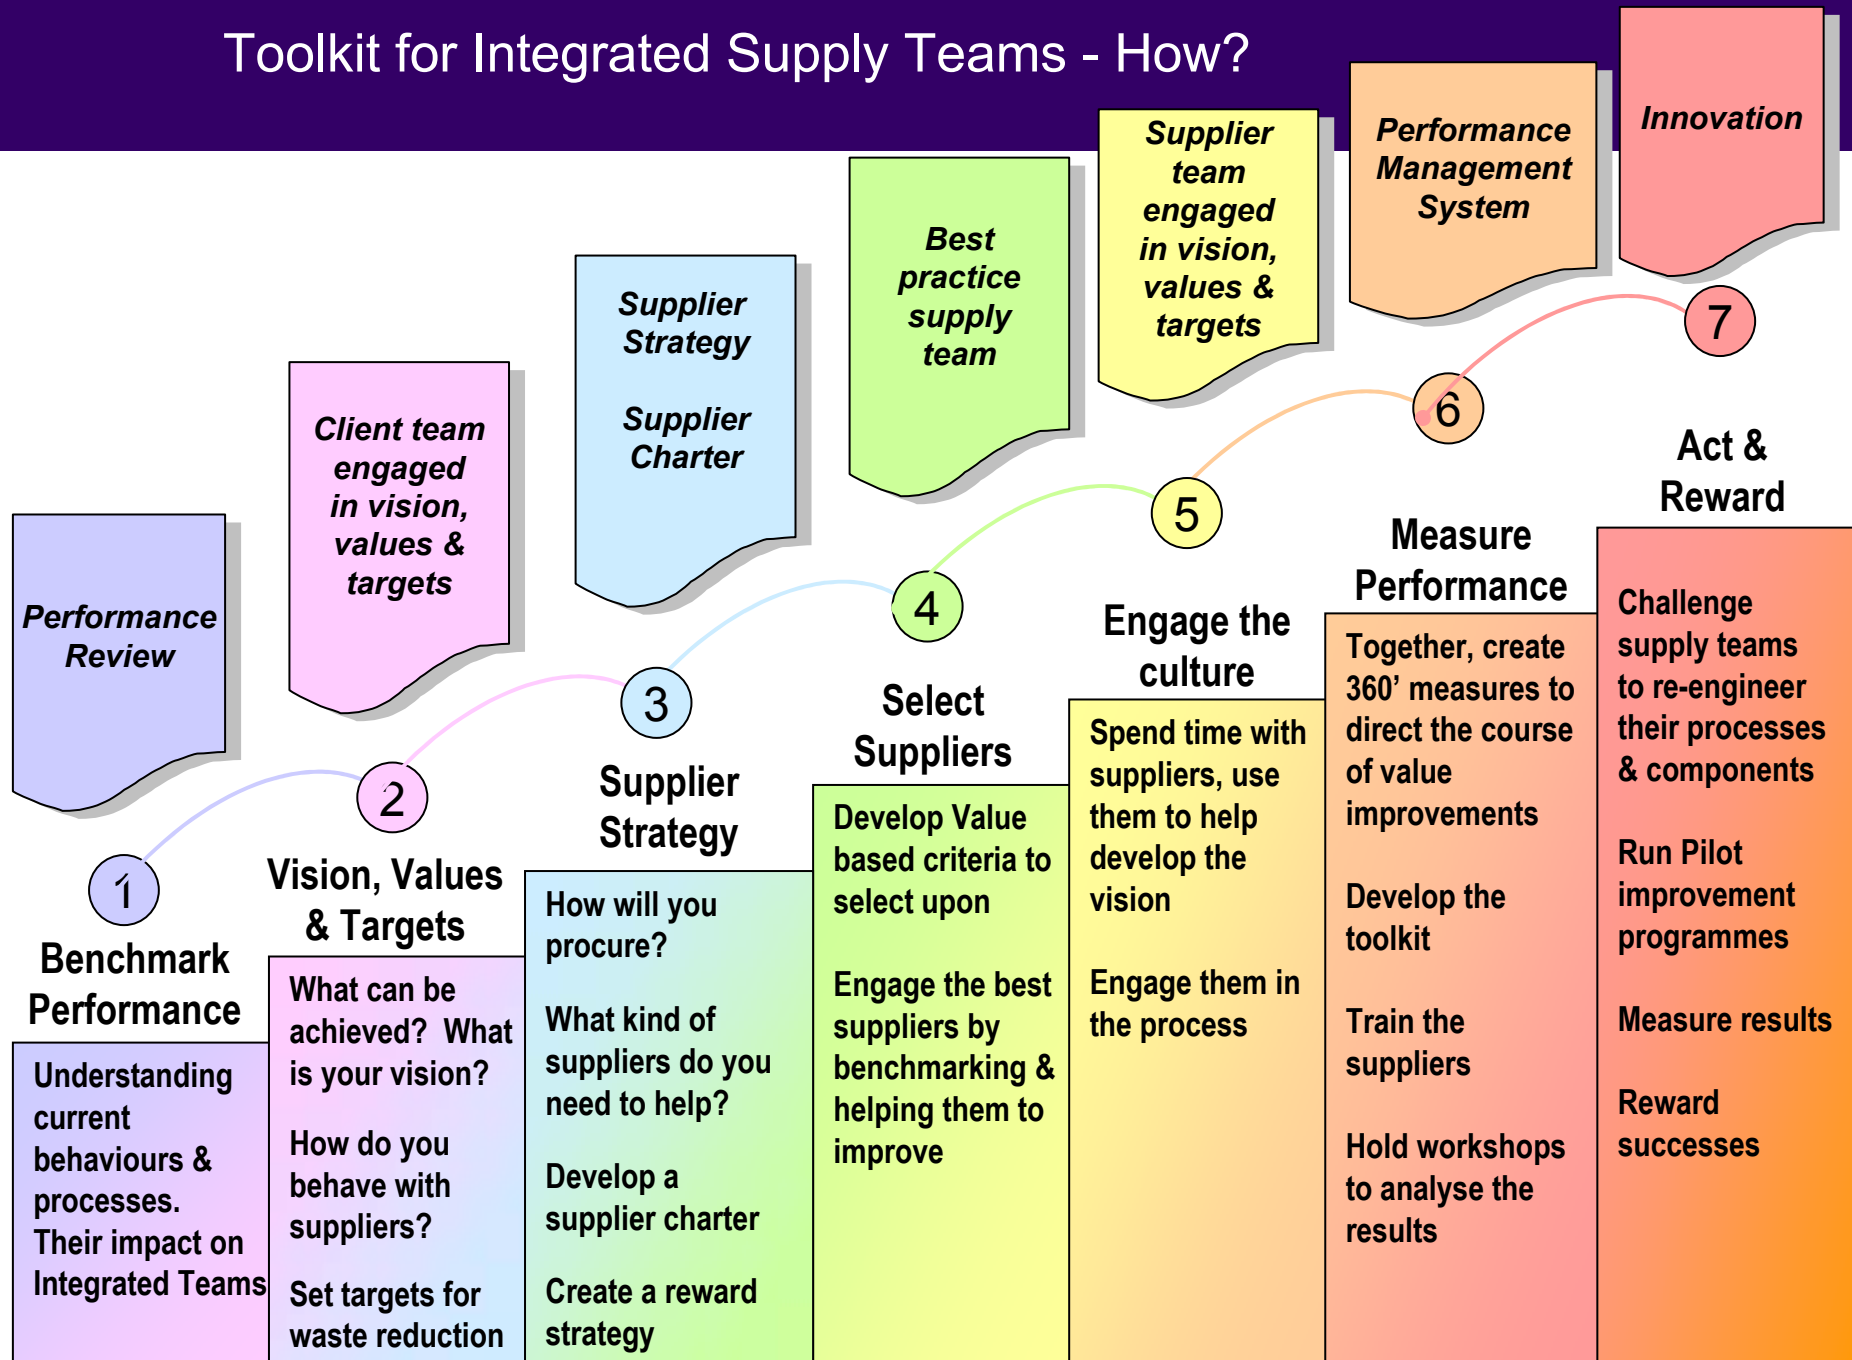 Toolkit for Integrated Supply Teams - How?
Performance
Review
1
Benchmark
Performance
Understanding
current
behaviours &
processes.
Their impact on
Integrated Teams
Client team
engaged
in vision,
values &
targets
2
Vision, Values
& Targets
What can be
achieved?  What
is your vision?
How do you
behave with
suppliers?
Set targets for
waste reduction
Supplier
Strategy
Supplier
Charter
3
Supplier
Strategy
How will you
procure?
What kind of
suppliers do you
need to help?
Develop a
supplier charter
Create a reward
strategy
Best
practice
supply
team
4
Select
Suppliers
Develop Value
based criteria to
select upon
Engage the best
suppliers by
benchmarking &
helping them to
improve
Supplier
team
engaged
in vision,
values &
targets
5
Engage the
culture
Spend time with
suppliers, use
them to help
develop the
vision
Engage them in
the process
Performance
Management
System
6
Measure
Performance
Together, create
360’ measures to
direct the course
of value
improvements
Develop the
toolkit
Train the
suppliers
Hold workshops
to analyse the
results
Innovation
7
Act &
Reward
Challenge
supply teams
to re-engineer
their processes
& components
Run Pilot
improvement
programmes
Measure results
Reward
successes